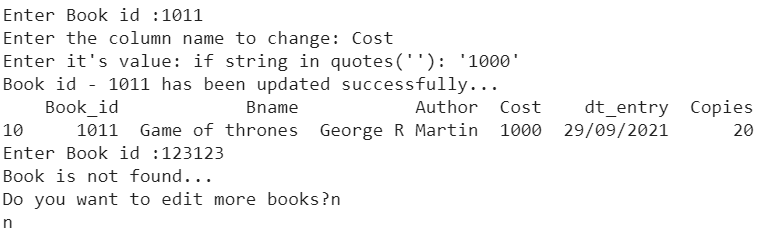 Enter Book id :1011
Enter the column name to change: Cost
Enter it's value: if string in quotes(''): '1000'
Book id - 1011 has been updated successfully...
Book_id Bname Author Cost dt_entry Copies
10 1011 Game of thrones George R Martin 1000 29/09/2021 20
Enter Book id :123123
Book is not found...
Do you want to edit more books?n
n